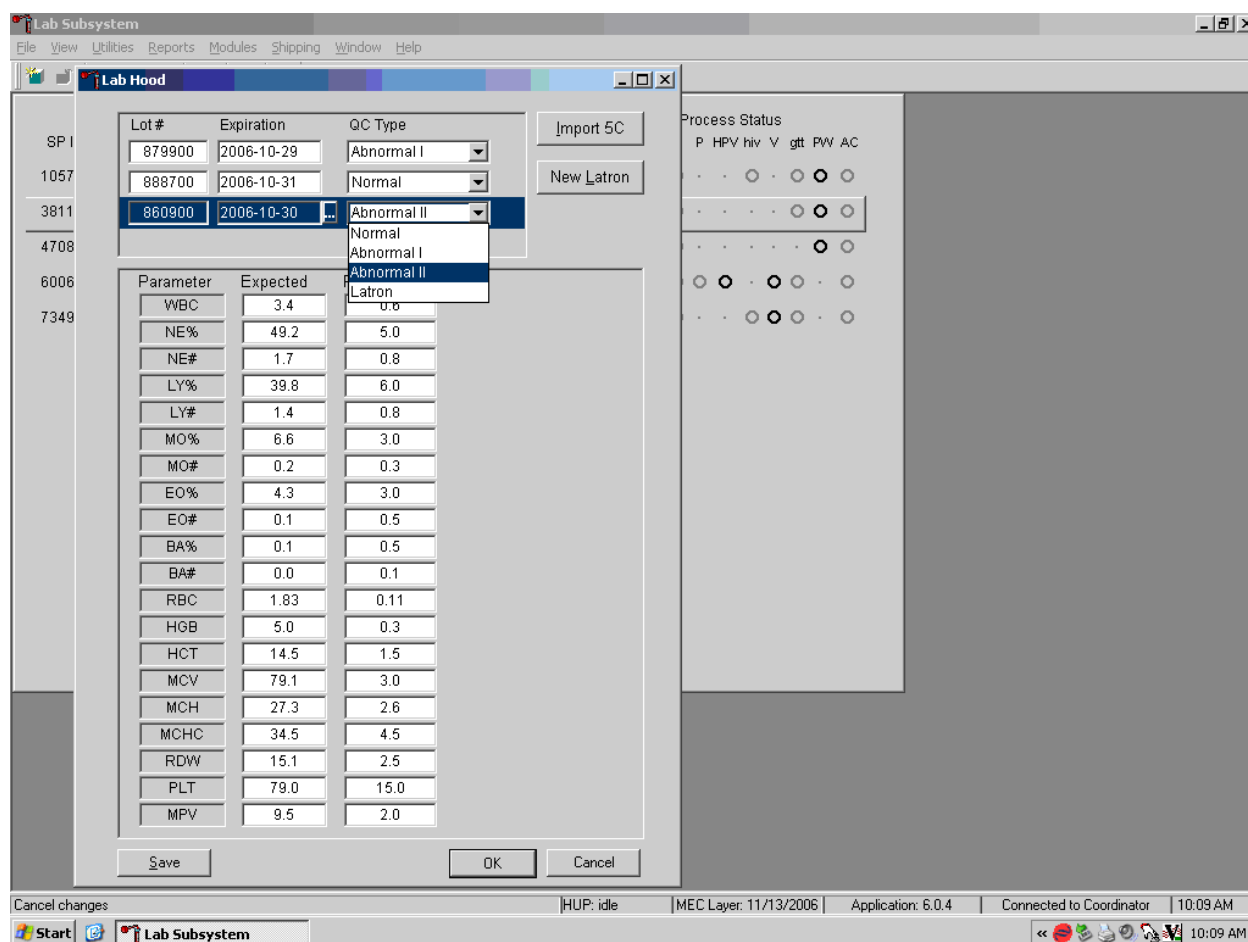 Lab Subsystem
File View Utilities Reports Modules Shipping Window Help
Lab Hood
Lot # Expiration QC Type
879900 2006-10-29 Abnormal I
888700 2006-10-31 Normal
860900 2006-10-30 ... Abnormal II
Normal
Abnormal I
Abnormal II
Latron
Import 5C
New Latron
Process Status
SP I P HPV hiv V gtt PW AC
1057
3811
4708
6006
7349
Parameter Expected
WBC 3.4 0.6
NE% 49.2 5.0
NE# 1.7 0.8
LY% 39.8 6.0
LY# 1.4 0.8
MO% 6.6 3.0
MO# 0.2 0.3
EO% 4.3 3.0
EO# 0.1 0.5
BA% 0.1 0.5
BA# 0.0 0.1
RBC 1.83 0.11
HGB 5.0 0.3
HCT 14.5 1.5
MCV 79.1 3.0
MCH 27.3 2.6
MCHC 34.5 4.5
RDW 15.1 2.5
PLT 79.0 15.0
MPV 9.5 2.0
Save OK Cancel
Cancel changes HUP: idle MEC Layer: 11/13/2006 Application: 6.0.4 Connected to Coordinator 10:09 AM
Start Lab Subsystem « 10:09 AM